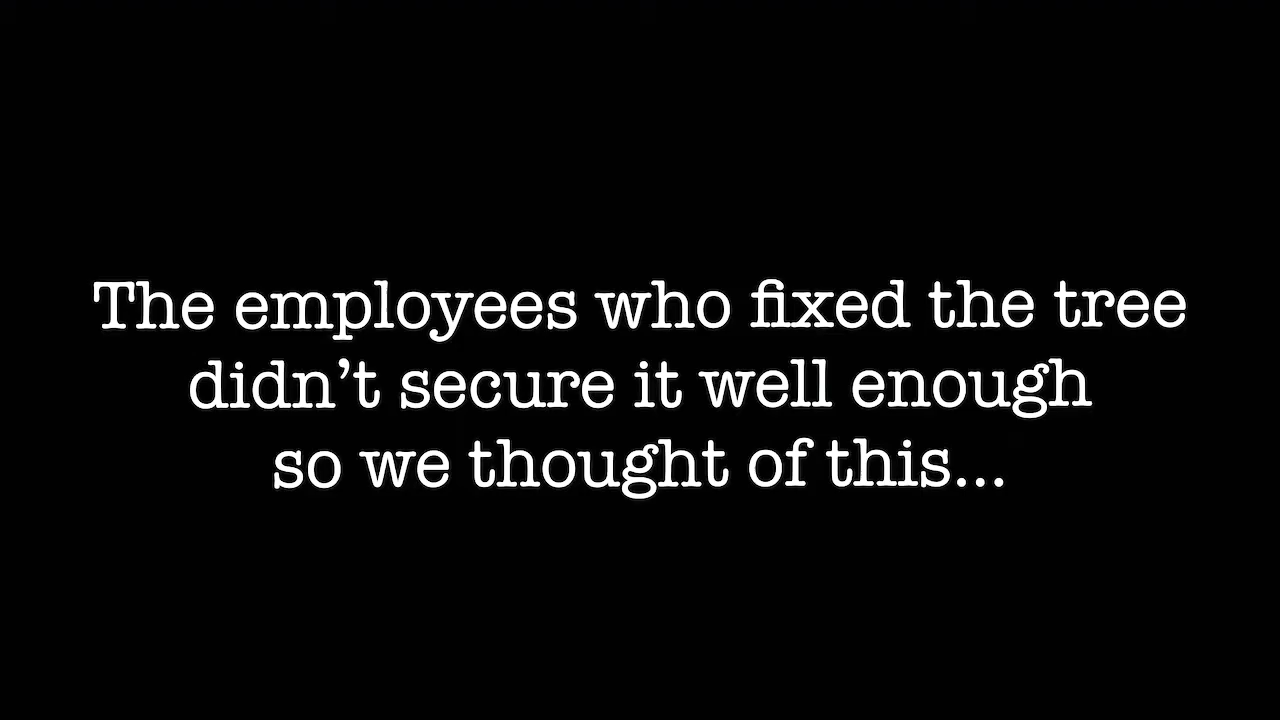 The employees who fixed the tree
didn’t secure it well enough
so we thought of this...